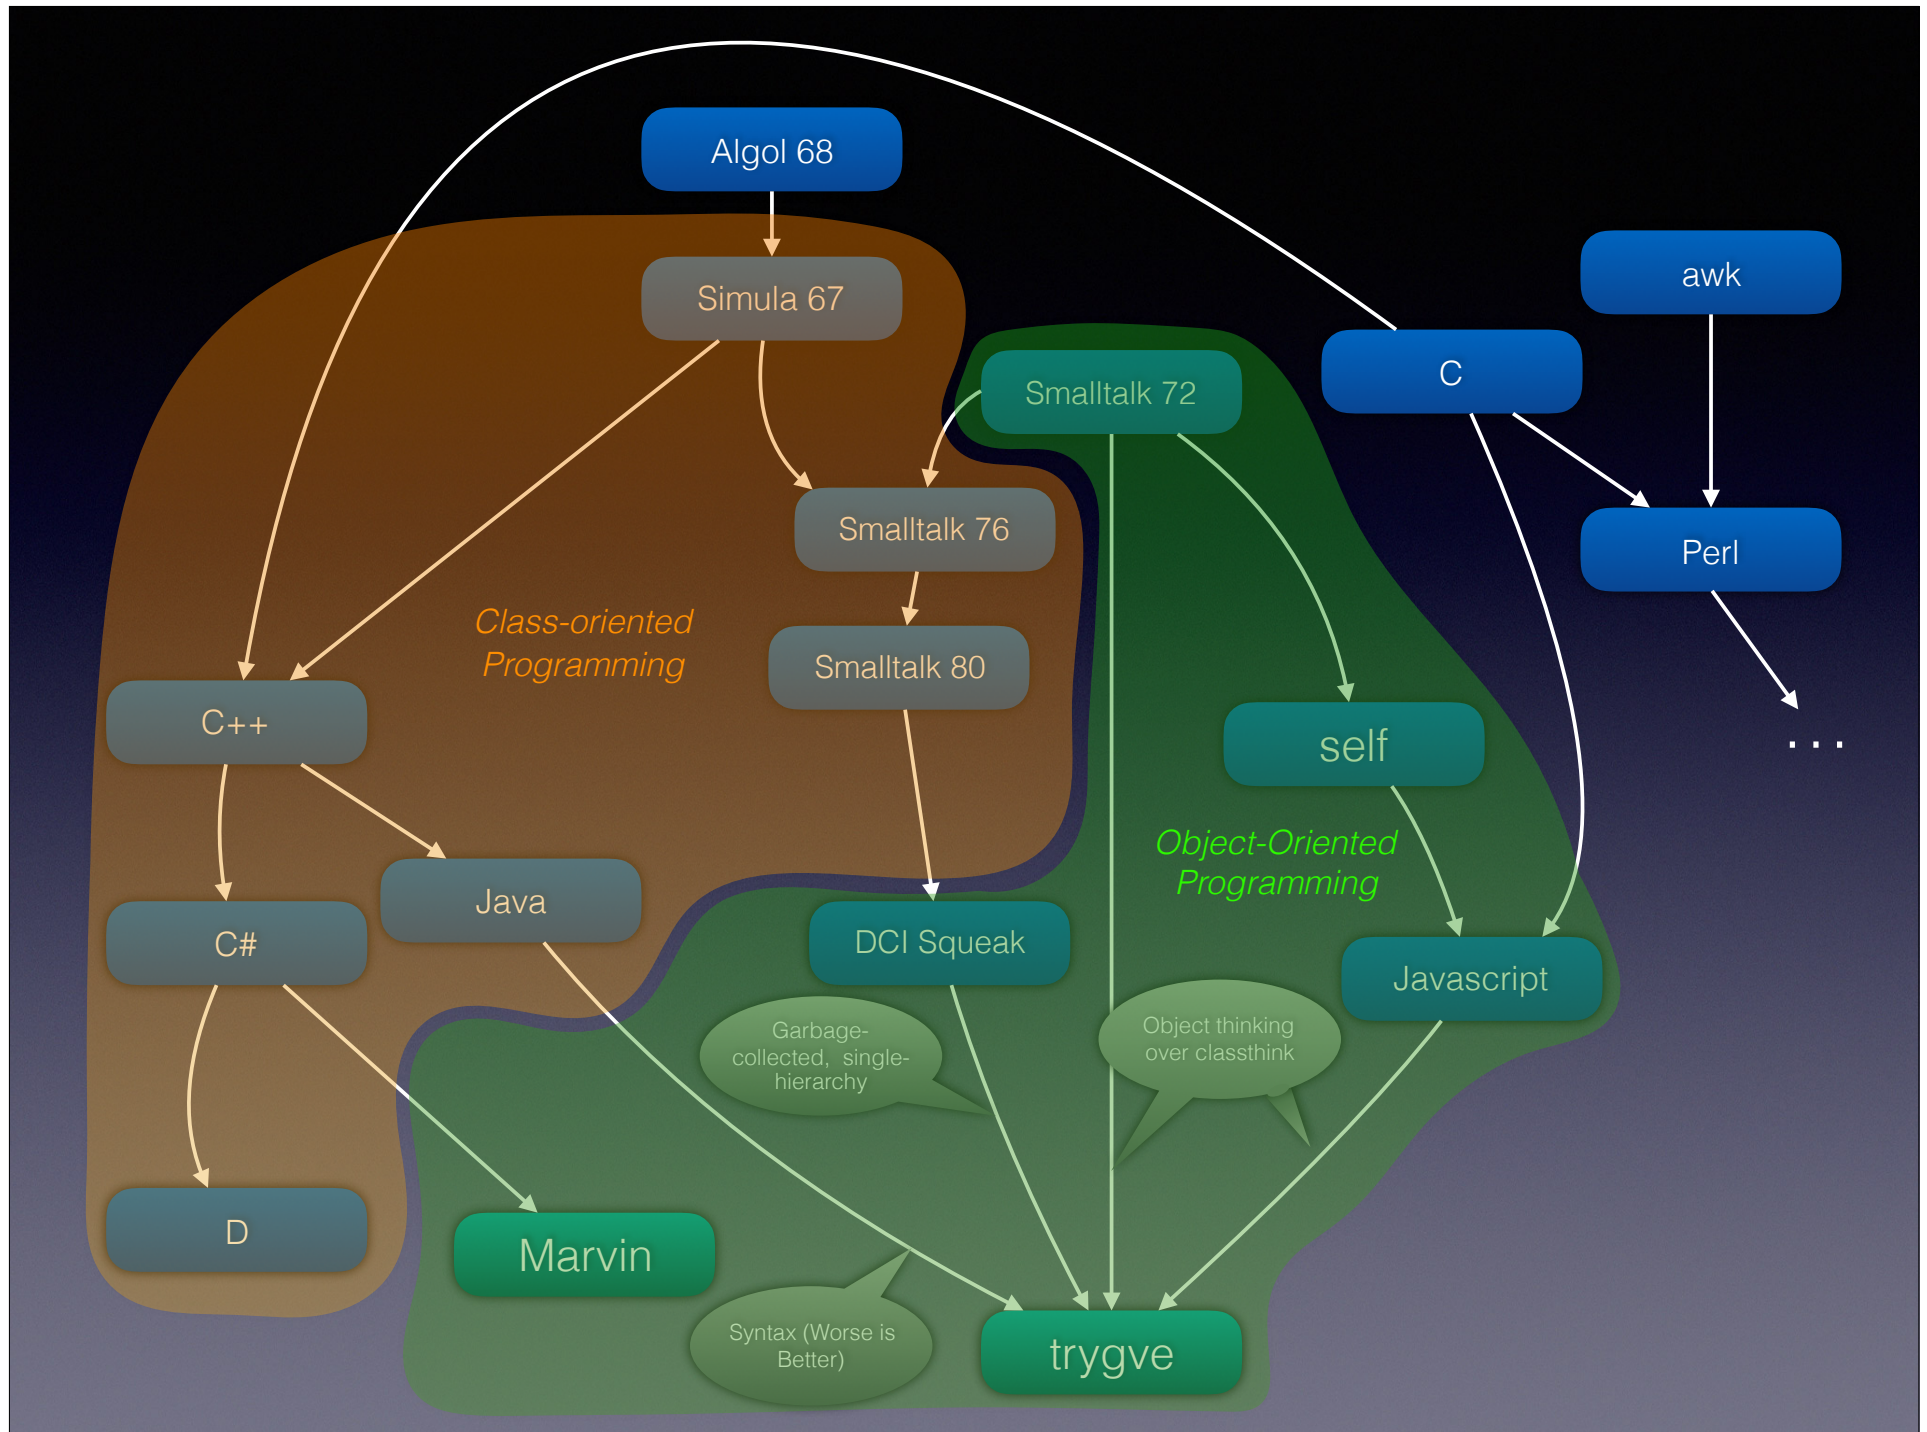 Algol 68
awk
Simula 67
C
Smalltalk 72
Smalltalk 76
Perl
Class-oriented
Programming
Smalltalk 80
C++
self
...
Object-Oriented
Programming
Java
C#
DCI Squeak
Javascript
Garbage-
collected,  single-
hierarchy
Object thinking
over classthink
D
Marvin
Syntax (Worse is
Better)
trygve